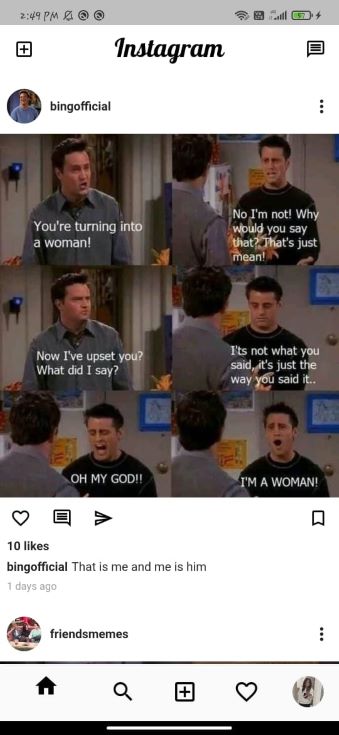 2:49 PM
57
Instagram
bingofficial
You're turning into
a woman!
No I'm not! Why
would you say
that? That's just
mean!
Now I've upset you?
What did I say?
I'ts not what you
said, it's just the
way you said it..
OH MY GOD!!
I'M A WOMAN!
10 likes
bingofficial That is me and me is him
1 days ago
friendsmemes